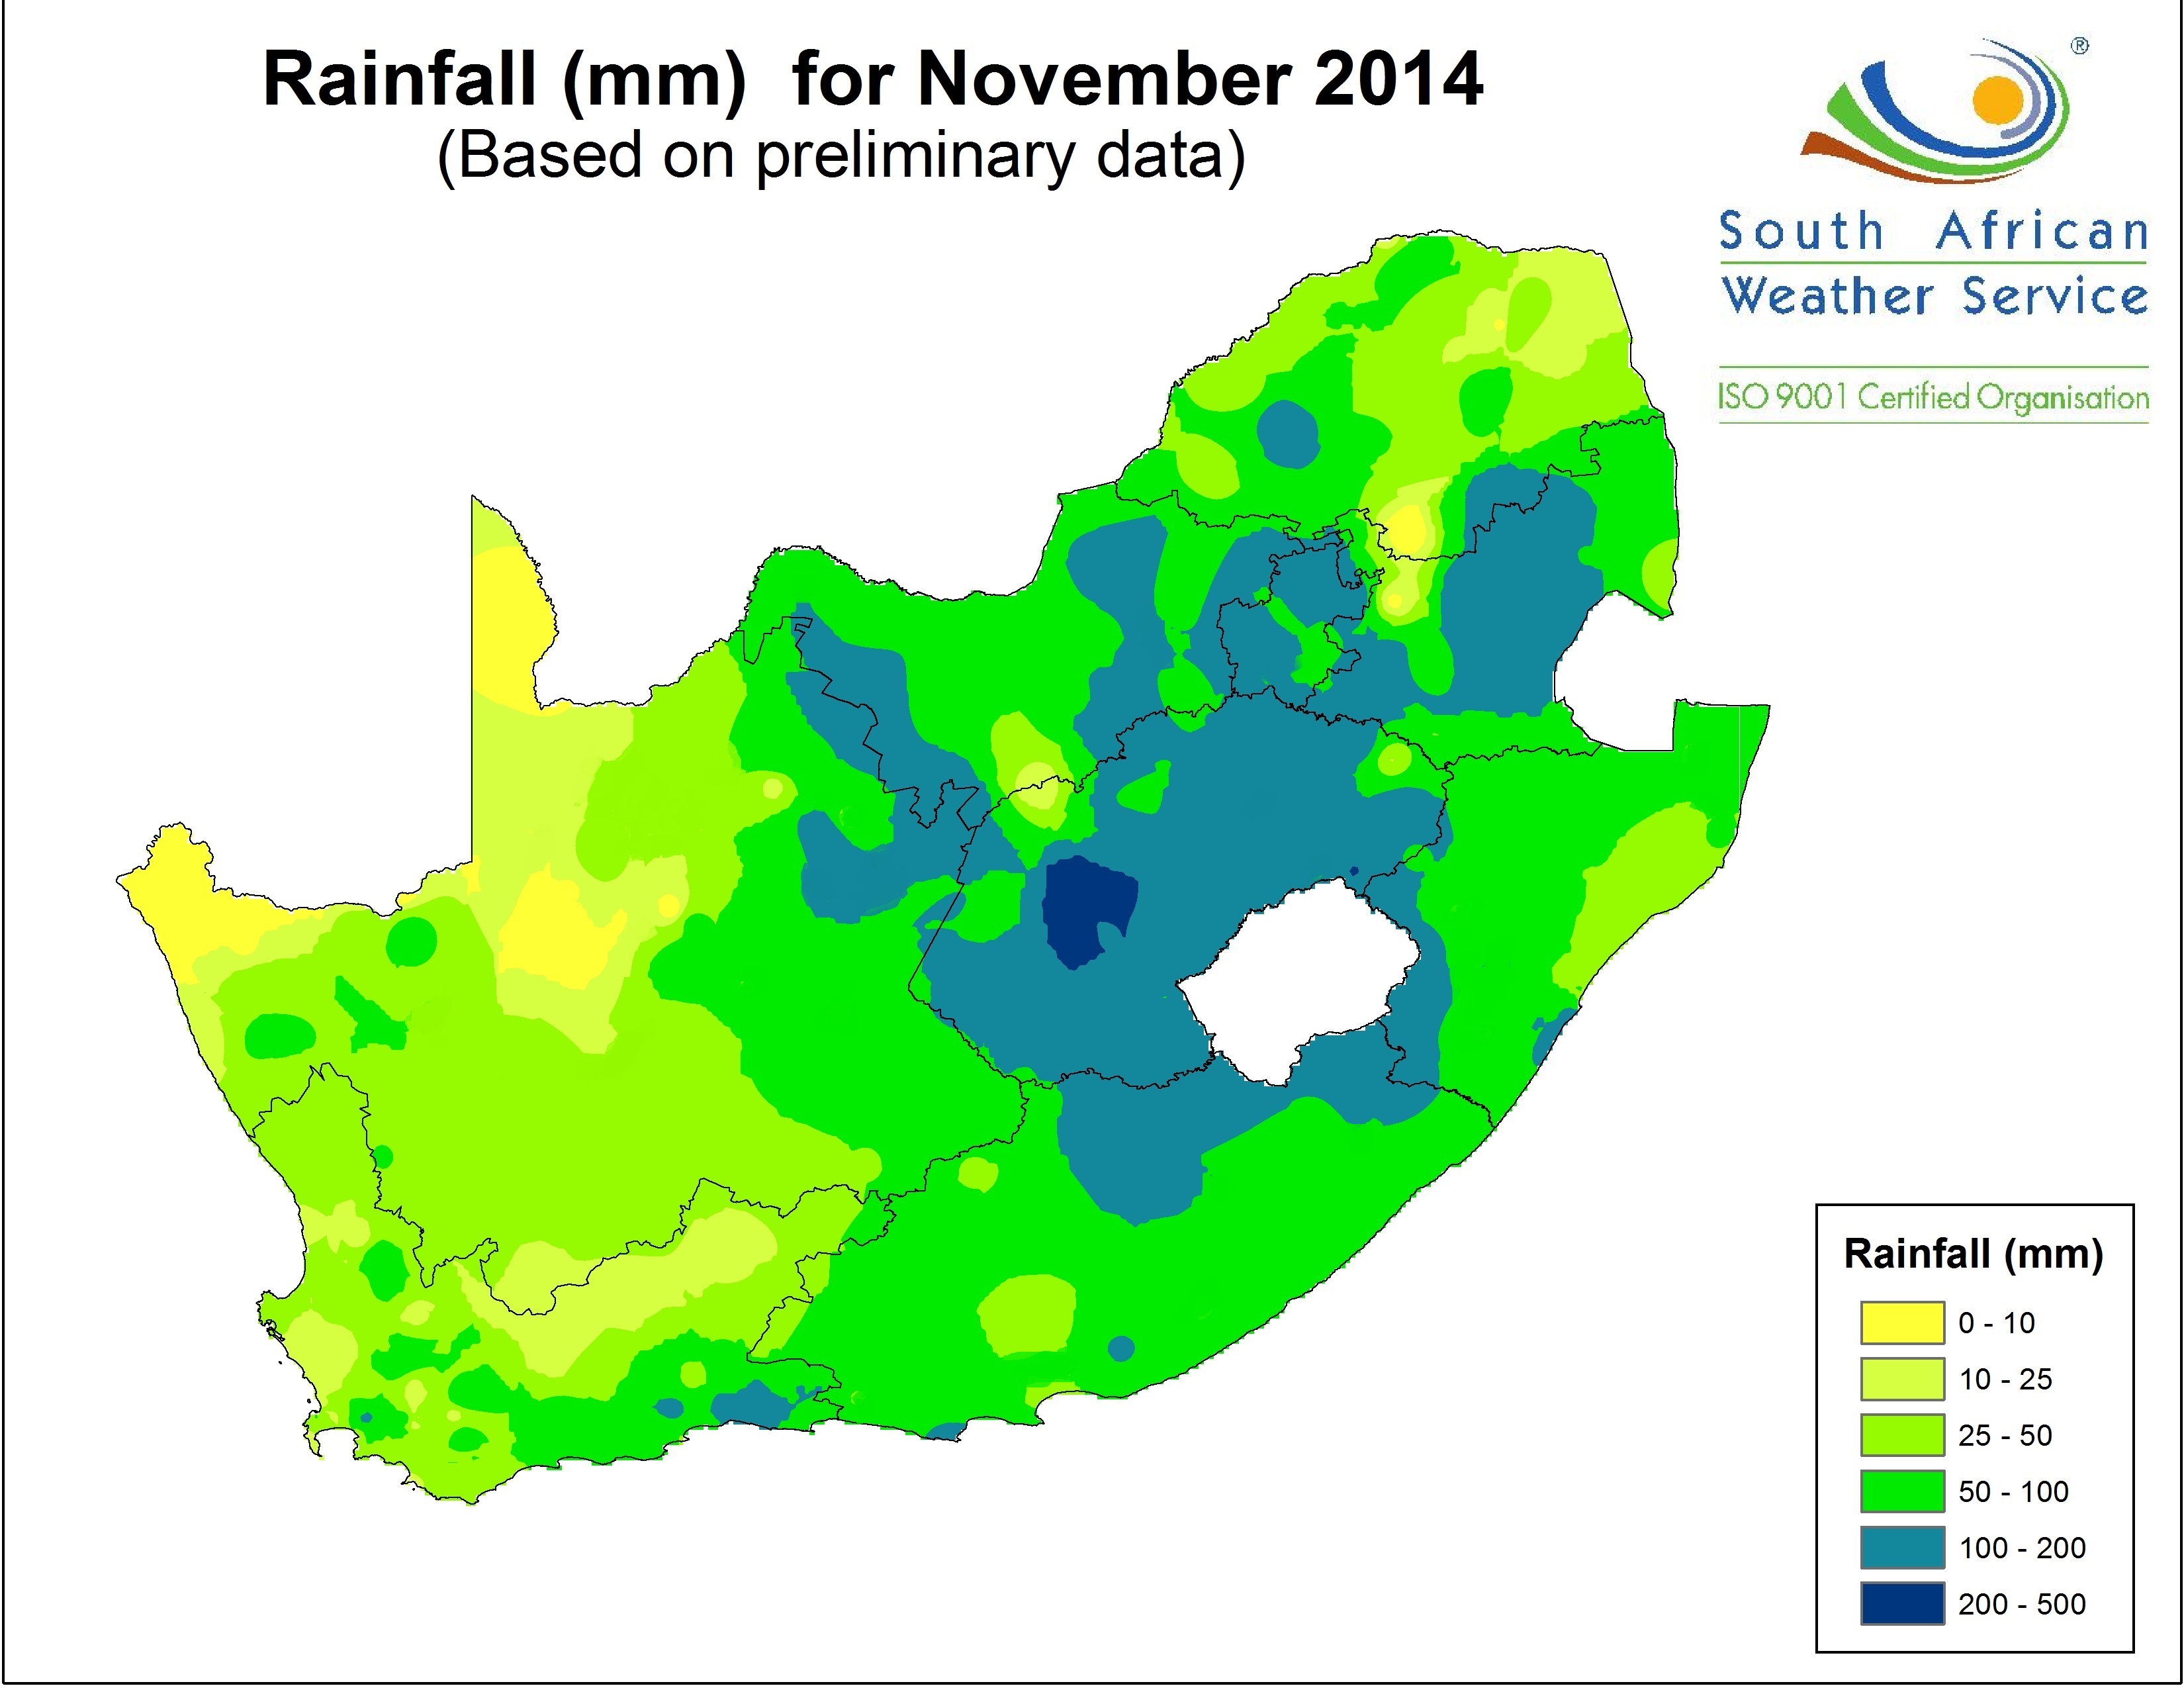 Rainfall (mm)  for November 2014
(Based on preliminary data)
®
South African
Weather Service
ISO 9001 Certified Organisation
Rainfall (mm)
0 - 10
10 - 25
25 - 50
50 - 100
100 - 200
200 - 500